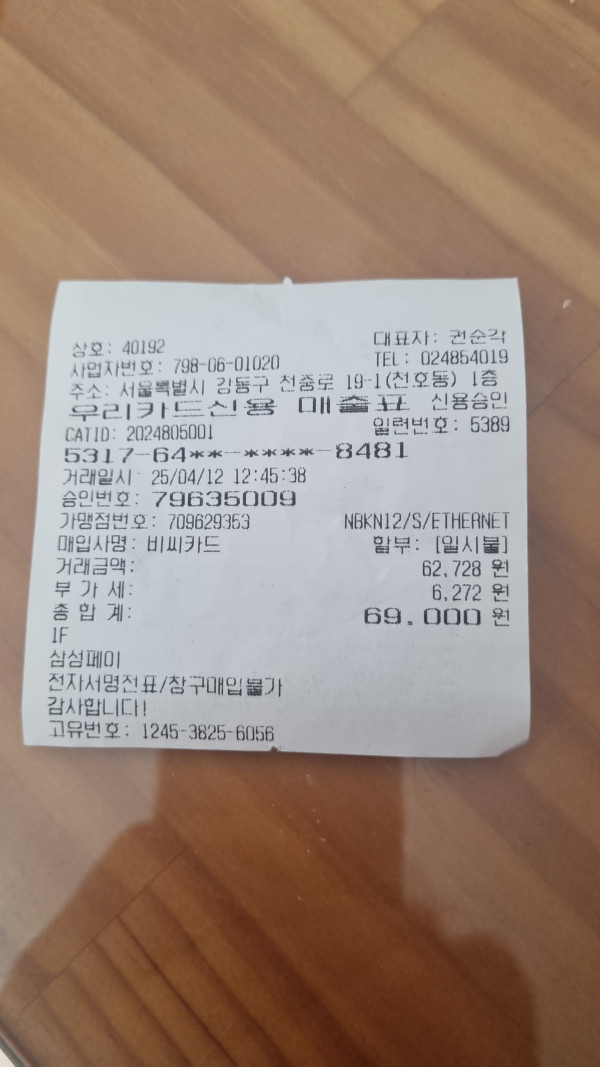 상호: 40192 대표자: 권순각
사업자번호: 798-06-01020 TEL: 024854019
주소: 서울특별시 강동구 천중로 19-1(천호동) 1층
우리카드신용 매출표 신용승인
CATID: 2024805001 일련번호: 5389
5317-64**-****-8481
거래일시 25/04/12 12:45:38
승인번호: 79635009
가맹점번호: 709629353 NBKN12/S/ETHERNET
매입사명: 비씨카드 할부: [일시불]
거래금액: 62,728 원
부 가 세: 6,272 원
총 합 계: 69,000 원
IF
삼성페이
전자서명전표/창구매입불가
감사합니다!
고유번호: 1245-3825-6056